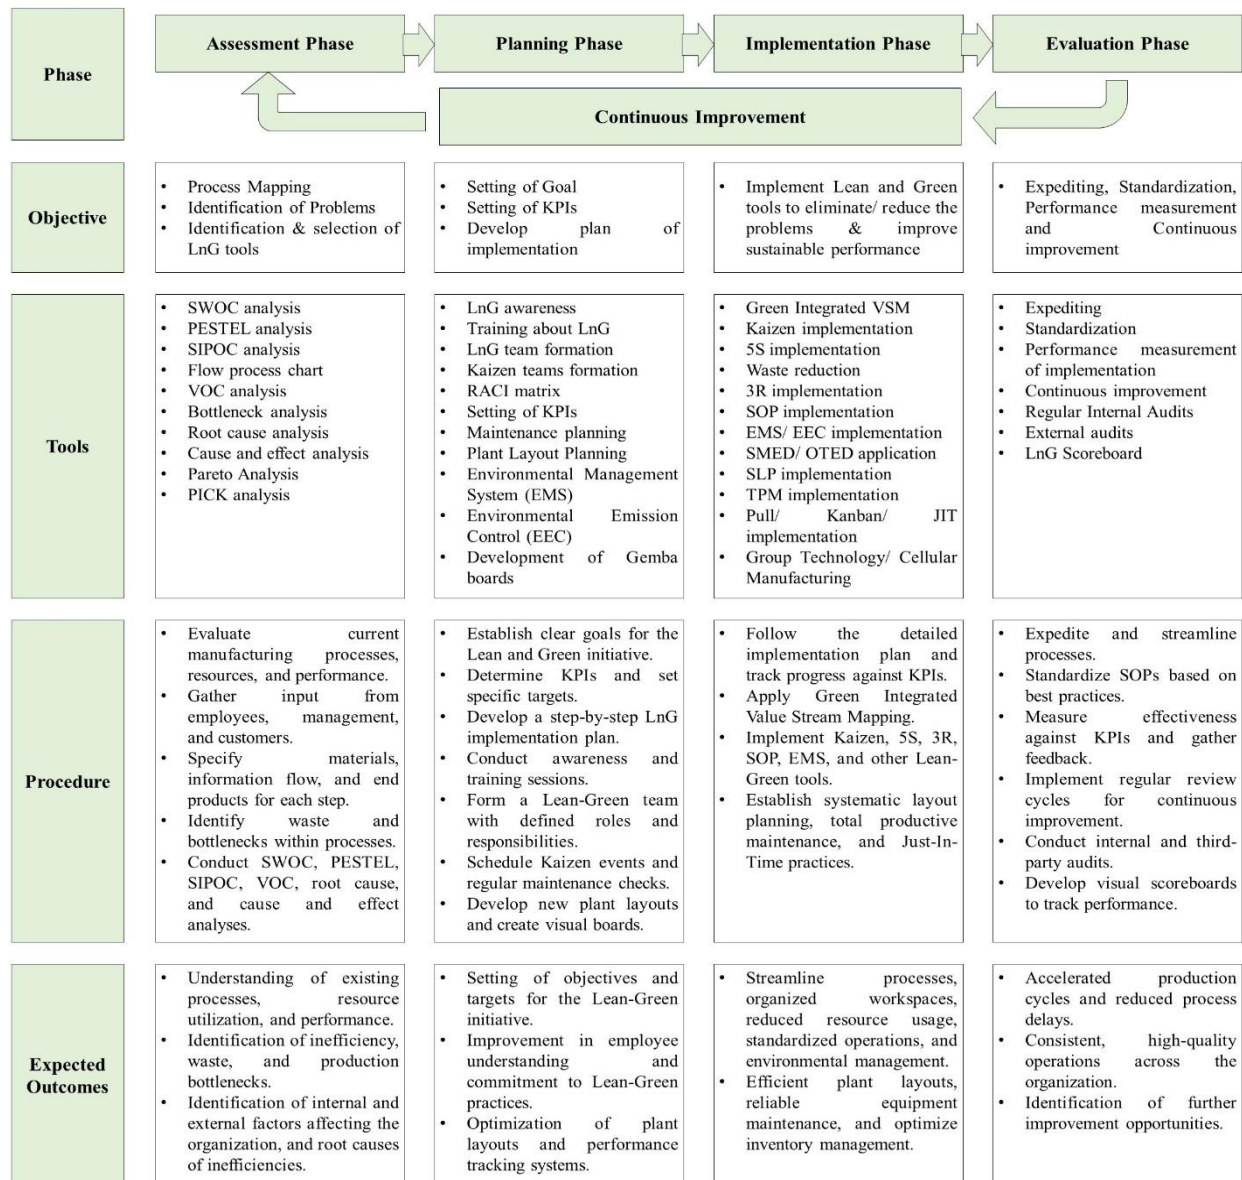 Phase
Assessment Phase
Planning Phase
Implementation Phase
Evaluation Phase
Continuous Improvement
Objective
• Process Mapping
• Identification of Problems
• Identification & selection of
LnG tools
• Setting of Goal
• Setting of KPIs
• Develop plan of
implementation
• Implement Lean and Green
tools to eliminate/ reduce the
problems & improve
sustainable performance
• Expediting, Standardization,
Performance measurement
and Continuous
improvement
Tools
• SWOC analysis
• PESTEL analysis
• SIPOC analysis
• Flow process chart
• VOC analysis
• Bottleneck analysis
• Root cause analysis
• Cause and effect analysis
• Pareto Analysis
• PICK analysis
• LnG awareness
• Training about LnG
• LnG team formation
• Kaizen teams formation
• RACI matrix
• Setting of KPIs
• Maintenance planning
• Plant Layout Planning
• Environmental Management
System (EMS)
• Environmental Emission
Control (EEC)
• Development of Gemba
boards
• Green Integrated VSM
• Kaizen implementation
• 5S implementation
• Waste reduction
• 3R implementation
• SOP implementation
• EMS/ EEC implementation
• SMED/ OTED application
• SLP implementation
• TPM implementation
• Pull/ Kanban/ JIT
implementation
• Group Technology/ Cellular
Manufacturing
• Expediting
• Standardization
• Performance measurement
of implementation
• Continuous improvement
• Regular Internal Audits
• External audits
• LnG Scoreboard
Procedure
• Evaluate current
manufacturing processes,
resources, and performance.
• Gather input from
employees, management,
and customers.
• Specify materials,
information flow, and end
products for each step.
• Identify waste and
bottlenecks within processes.
• Conduct SWOC, PESTEL,
SIPOC, VOC, root cause,
and cause and effect
analyses.
• Establish clear goals for the
Lean and Green initiative.
• Determine KPIs and set
specific targets.
• Develop a step-by-step LnG
implementation plan.
• Conduct awareness and
training sessions.
• Form a Lean-Green team
with defined roles and
responsibilities.
• Schedule Kaizen events and
regular maintenance checks.
• Develop new plant layouts
and create visual boards.
• Follow the detailed
implementation plan and
track progress against KPIs.
• Apply Green Integrated
Value Stream Mapping.
• Implement Kaizen, 5S, 3R,
SOP, EMS, and other Lean-
Green tools.
• Establish systematic layout
planning, total productive
maintenance, and Just-In-
Time practices.
• Expedite and streamline
processes.
• Standardize SOPs based on
best practices.
• Measure effectiveness
against KPIs and gather
feedback.
• Implement regular review
cycles for continuous
improvement.
• Conduct internal and third-
party audits.
• Develop visual scoreboards
to track performance.
Expected
Outcomes
• Understanding of existing
processes, resource
utilization, and performance.
• Identification of inefficiency,
waste, and production
bottlenecks.
• Identification of internal and
external factors affecting the
organization, and root causes
of inefficiencies.
• Setting of objectives and
targets for the Lean-Green
initiative.
• Improvement in employee
understanding and
commitment to Lean-Green
practices.
• Optimization of plant
layouts and performance
tracking systems.
• Streamline processes,
organized workspaces,
reduced resource usage,
standardized operations, and
environmental management.
• Efficient plant layouts,
reliable equipment
maintenance, and optimize
inventory management.
• Accelerated production
cycles and reduced process
delays.
• Consistent, high-quality
operations across the
organization.
• Identification of further
improvement opportunities.